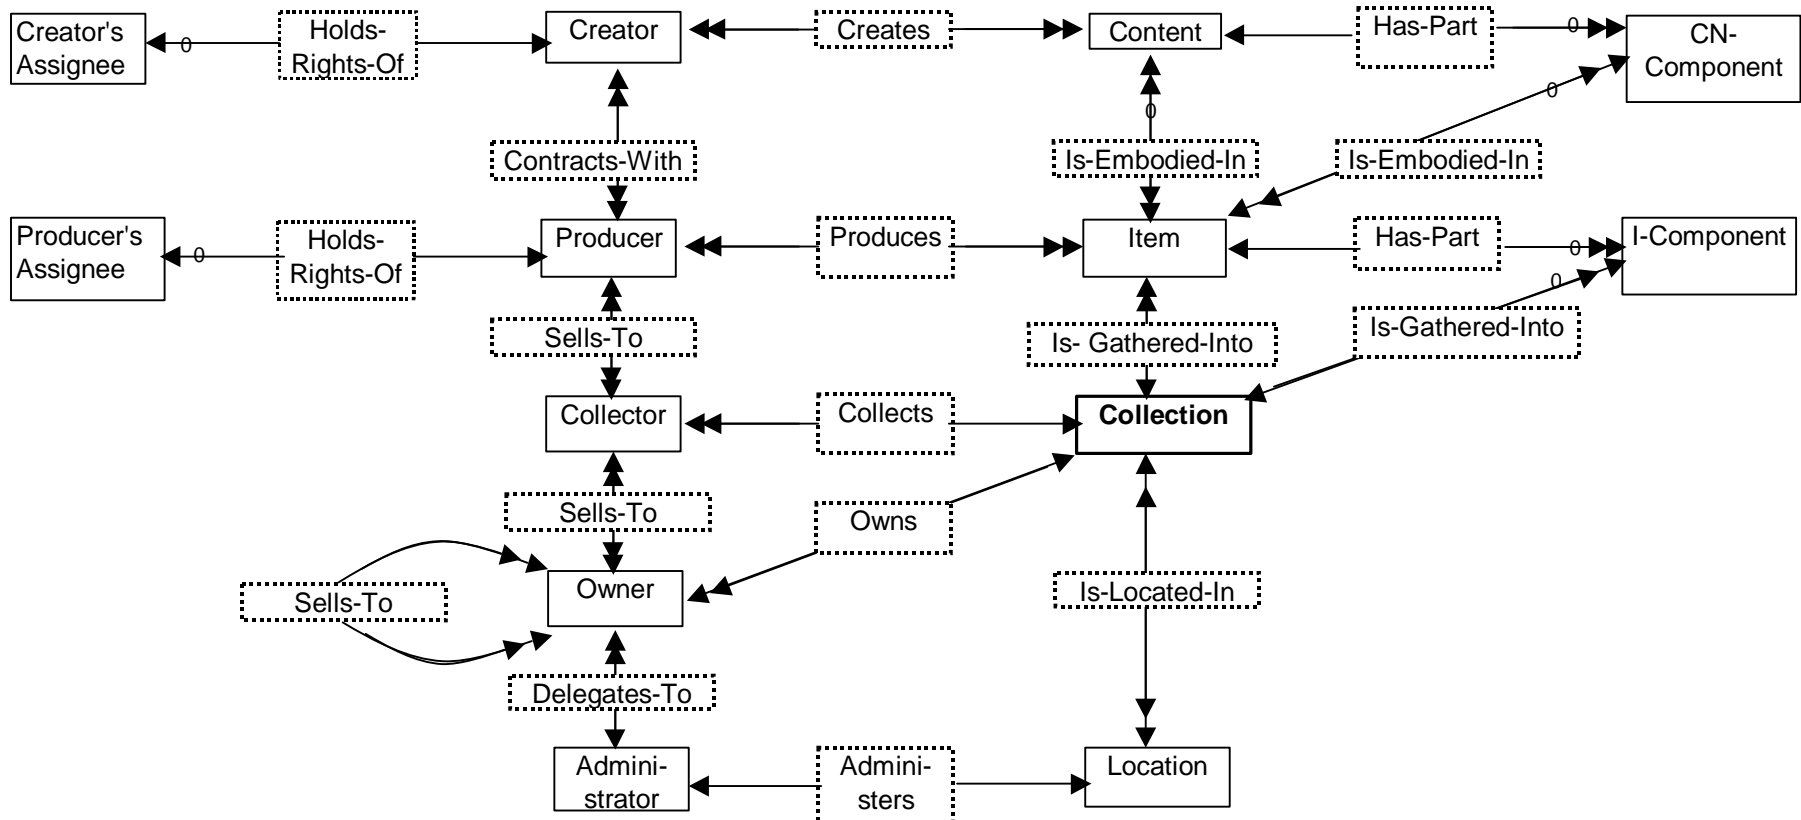 Creator's
Assignee
0
Holds-
Rights-Of
Creator
Creates
Content
Has-Part
0
CN-
Component
0
0
Contracts-With
Is-Embodied-In
Is-Embodied-In
Producer's
Assignee
0
Holds-
Rights-Of
Producer
Produces
Item
Has-Part
0
I-Component
0
Sells-To
Is- Gathered-Into
Is-Gathered-Into
Collector
Collects
Collection
Sells-To
Owns
Sells-To
Owner
Is-Located-In
Delegates-To
Admini-
strator
Admini-
sters
Location